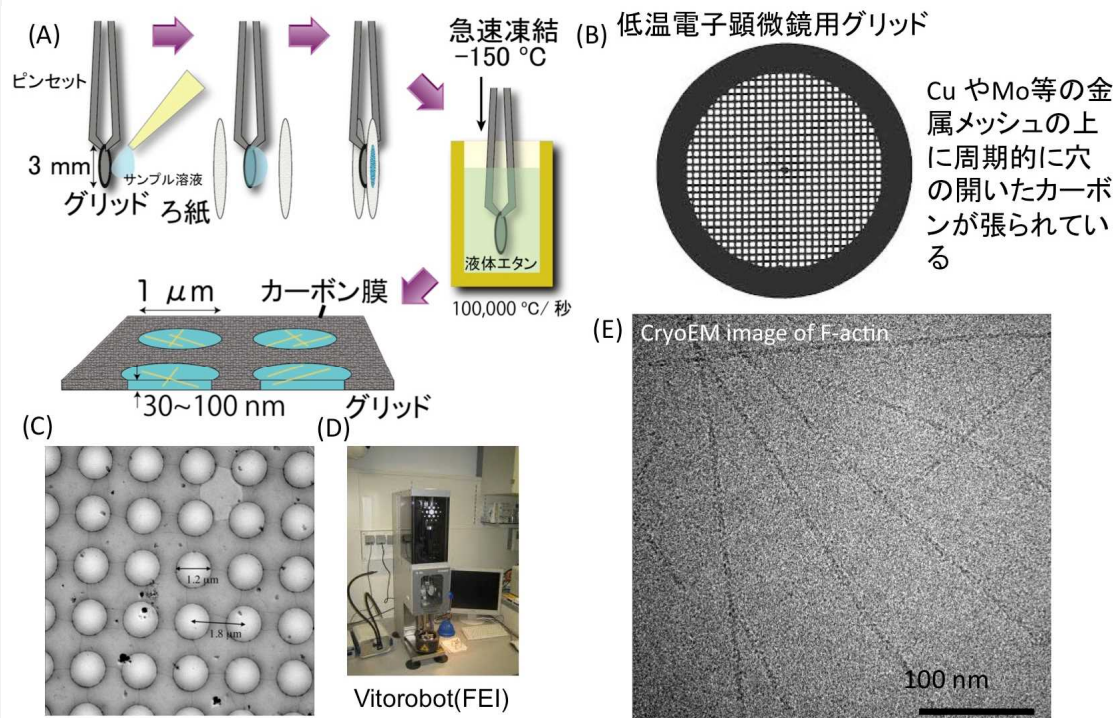 (A)
急速凍結
-150 ℃
ピンセット
3 mm
サンプル溶液
グリッド
ろ紙
液体エタン
100,000 ℃/ 秒
1 μm
カーボン膜
30~100 nm
グリッド
(B)
低温電子顕微鏡用グリッド
Cu やMo等の金
属メッシュの上
に周期的に穴
の開いたカーボ
ンが張られてい
る
(C)
1.2 μm
1.8 μm
(D)
Vitorobot(FEI)
(E)
CryoEM image of F-actin
100 nm